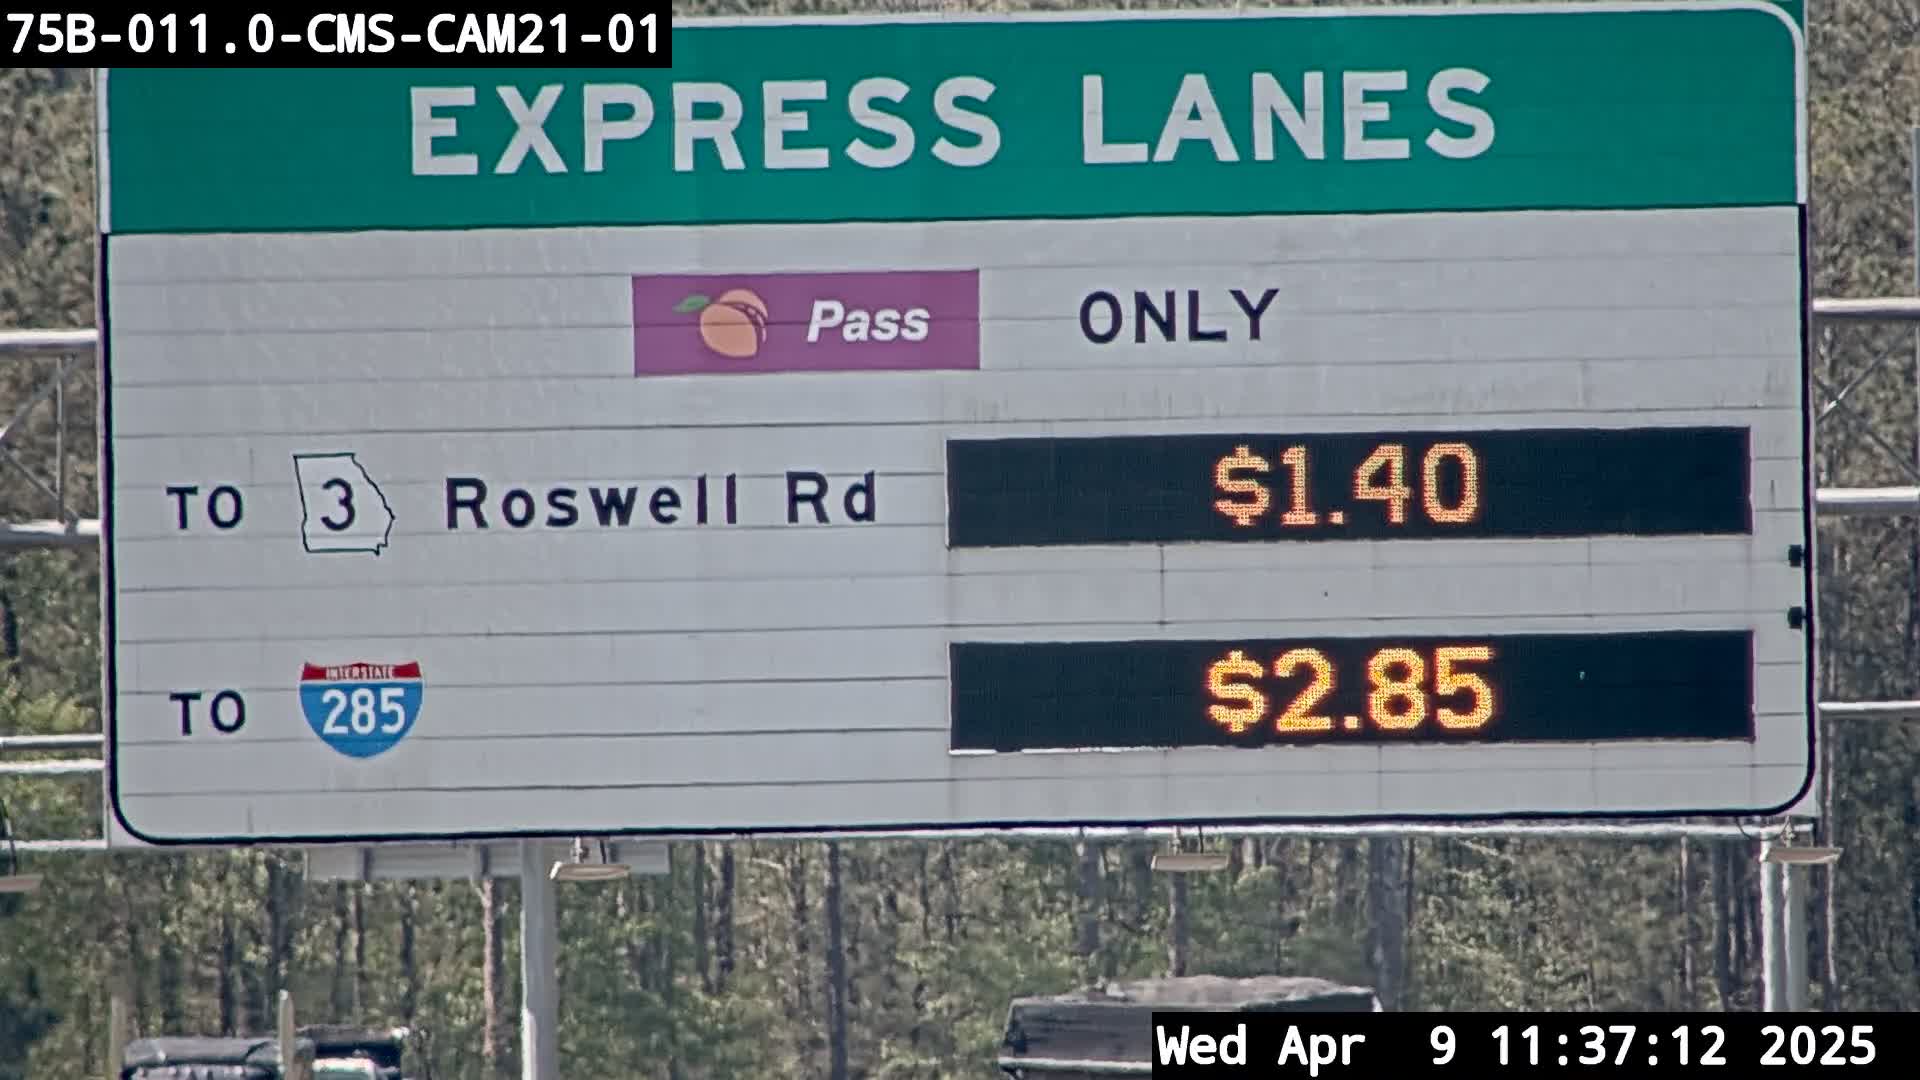 75B-011.0-CMS-CAM21-01
EXPRESS LANES
Pass ONLY
TO 3 Roswell Rd $1.40
TO INTERSTATE 285 $2.85
Wed Apr 9 11:37:12 2025